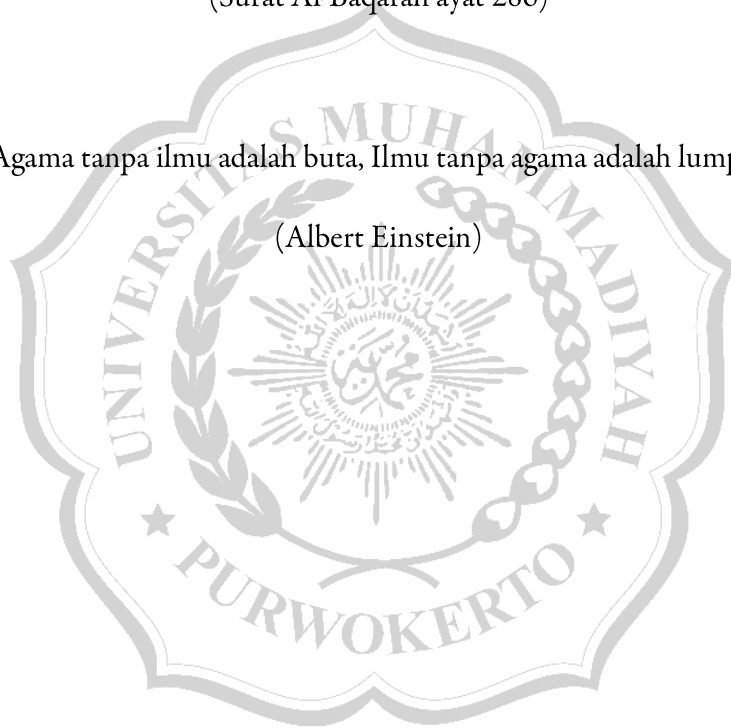 (Surat Al-Baqarah ayat 286)
Agama tanpa ilmu adalah buta, Ilmu tanpa agama adalah
(Albert Einstein)
UNIVERSITAS MUHAMMADIYAH
PURWOKERTO